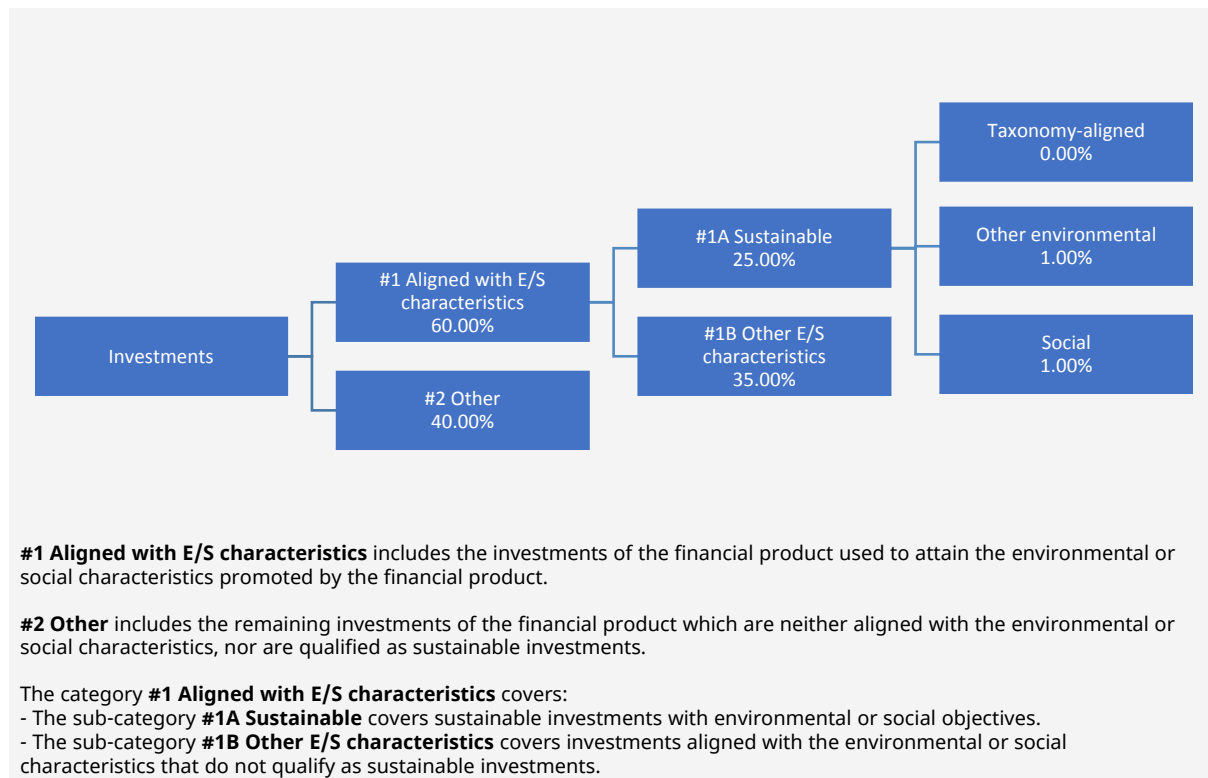 Investments
#1 Aligned with E/S
characteristics
60.00%
#2 Other
40.00%
#1A Sustainable
25.00%
#1B Other E/S
characteristics
35.00%
Taxonomy-aligned
0.00%
Other environmental
1.00%
Social
1.00%
#1 Aligned with E/S characteristics includes the investments of the financial product used to attain the environmental or
social characteristics promoted by the financial product.
#2 Other includes the remaining investments of the financial product which are neither aligned with the environmental or
social characteristics, nor are qualified as sustainable investments.
The category #1 Aligned with E/S characteristics covers:
- The sub-category #1A Sustainable covers sustainable investments with environmental or social objectives.
- The sub-category #1B Other E/S characteristics covers investments aligned with the environmental or social
characteristics that do not qualify as sustainable investments.